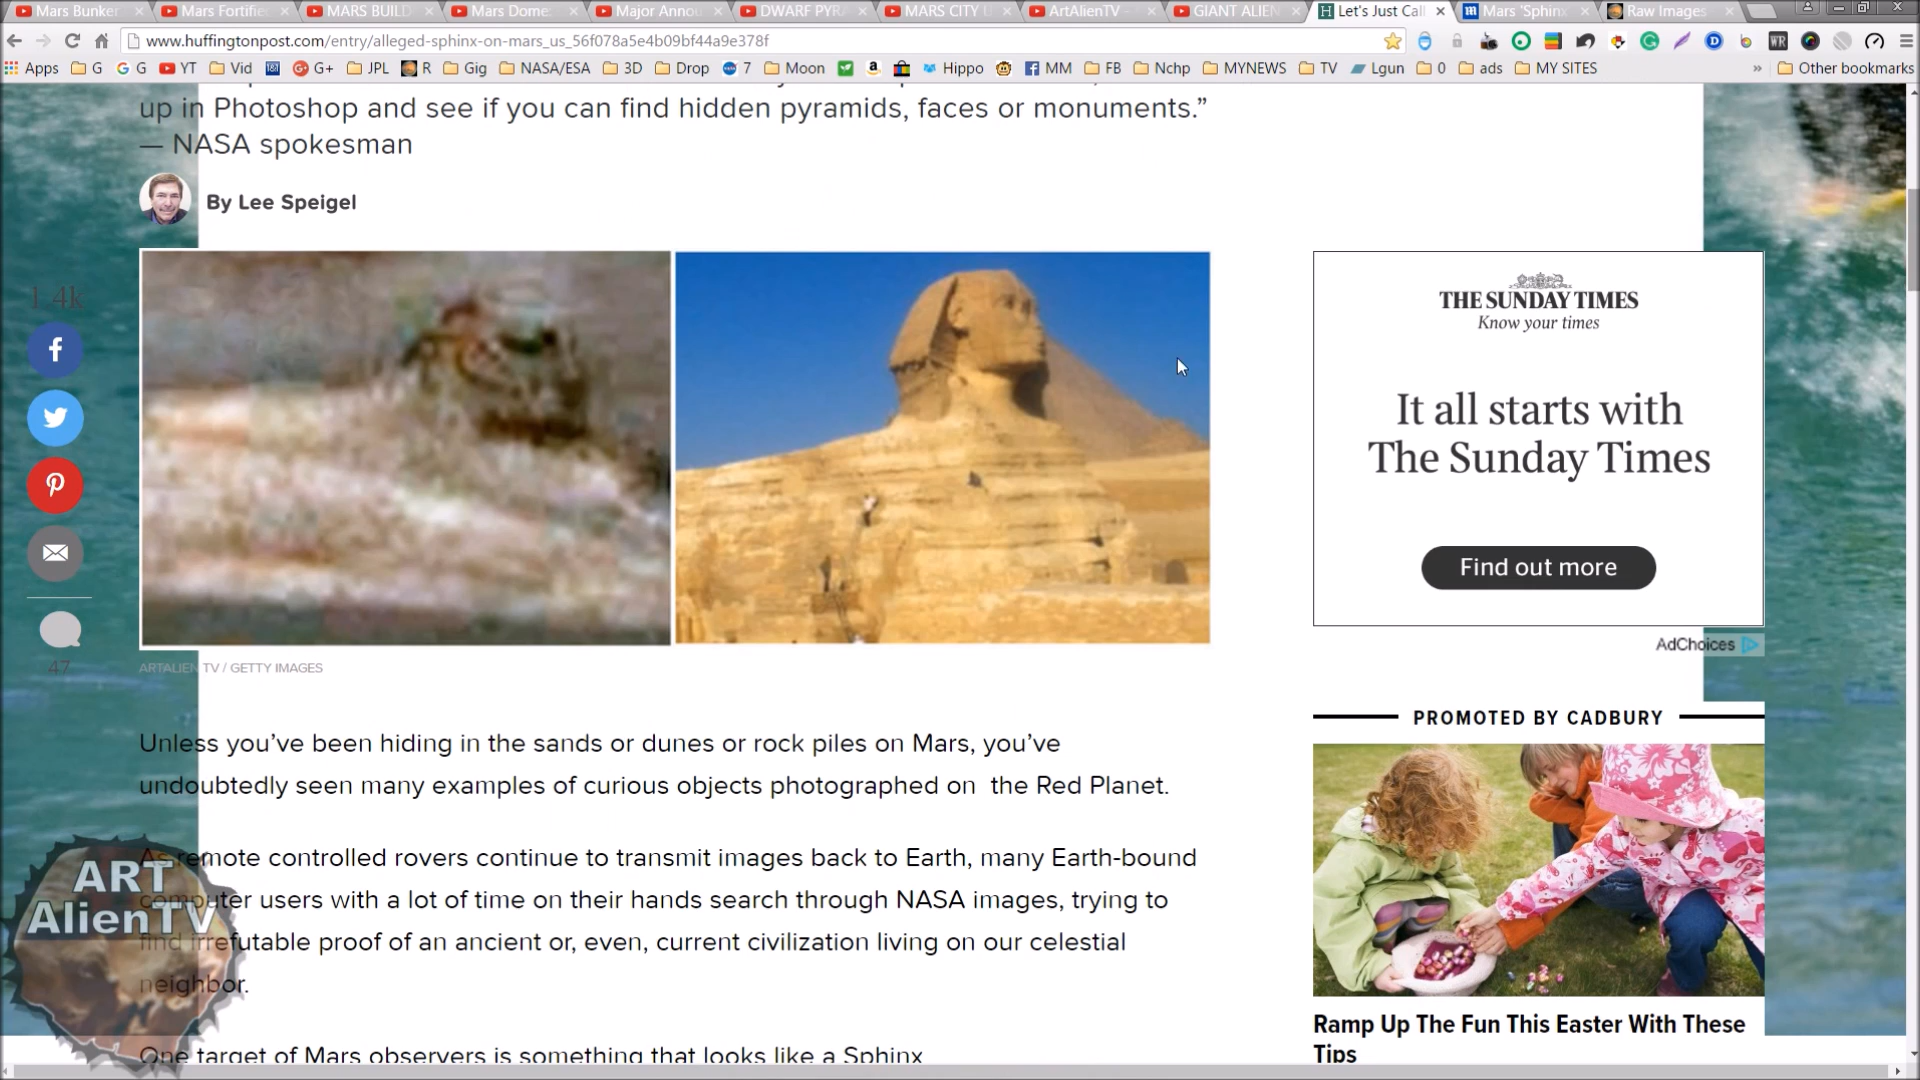 Mars Bunker
Mars Fortifie
MARS BUILD
Mars Dome:
Major Annou
DWARF PYR
MARS CITY U
ArtAlienTV -
GIANT ALIEN
Let's Just Call
Mars 'Sphinx
Raw Images
www.huffingtonpost.com/entry/alleged-sphinx-on-mars_us_56f078a5e4b09bf44a9e378f
Apps G G YT Vid G+ JPL R Gig NASA/ESA 3D Drop 7 Moon Hippo MM FB Nchp MYNEWS TV Lgun 0 ads MY SITES » Other bookmarks
up in Photoshop and see if you can find hidden pyramids, faces or monuments.”
— NASA spokesman
By Lee Speigel
1.4k
47
ARTALIEN TV / GETTY IMAGES
Unless you’ve been hiding in the sands or dunes or rock piles on Mars, you’ve
undoubtedly seen many examples of curious objects photographed on the Red Planet.
As remote controlled rovers continue to transmit images back to Earth, many Earth-bound
computer users with a lot of time on their hands search through NASA images, trying to
find irrefutable proof of an ancient or, even, current civilization living on our celestial
neighbor.
One target of Mars observers is something that looks like a Sphinx
ART
AlienTV
THE SUNDAY TIMES
Know your times
It all starts with
The Sunday Times
Find out more
AdChoices
PROMOTED BY CADBURY
Ramp Up The Fun This Easter With These
Tips